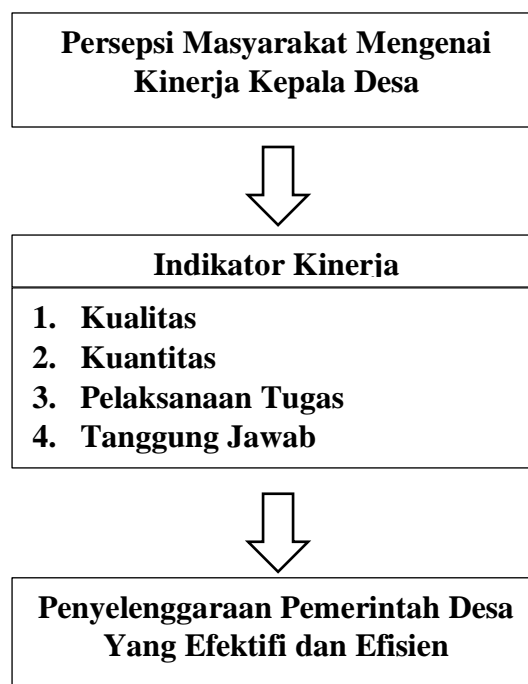 Persepsi Masyarakat Mengenai
Kinerja Kepala Desa
Indikator Kinerja
1. Kualitas
2. Kuantitas
3. Pelaksanaan Tugas
4. Tanggung Jawab
Penyelenggaraan Pemerintah Desa
Yang Efektifi dan Efisien